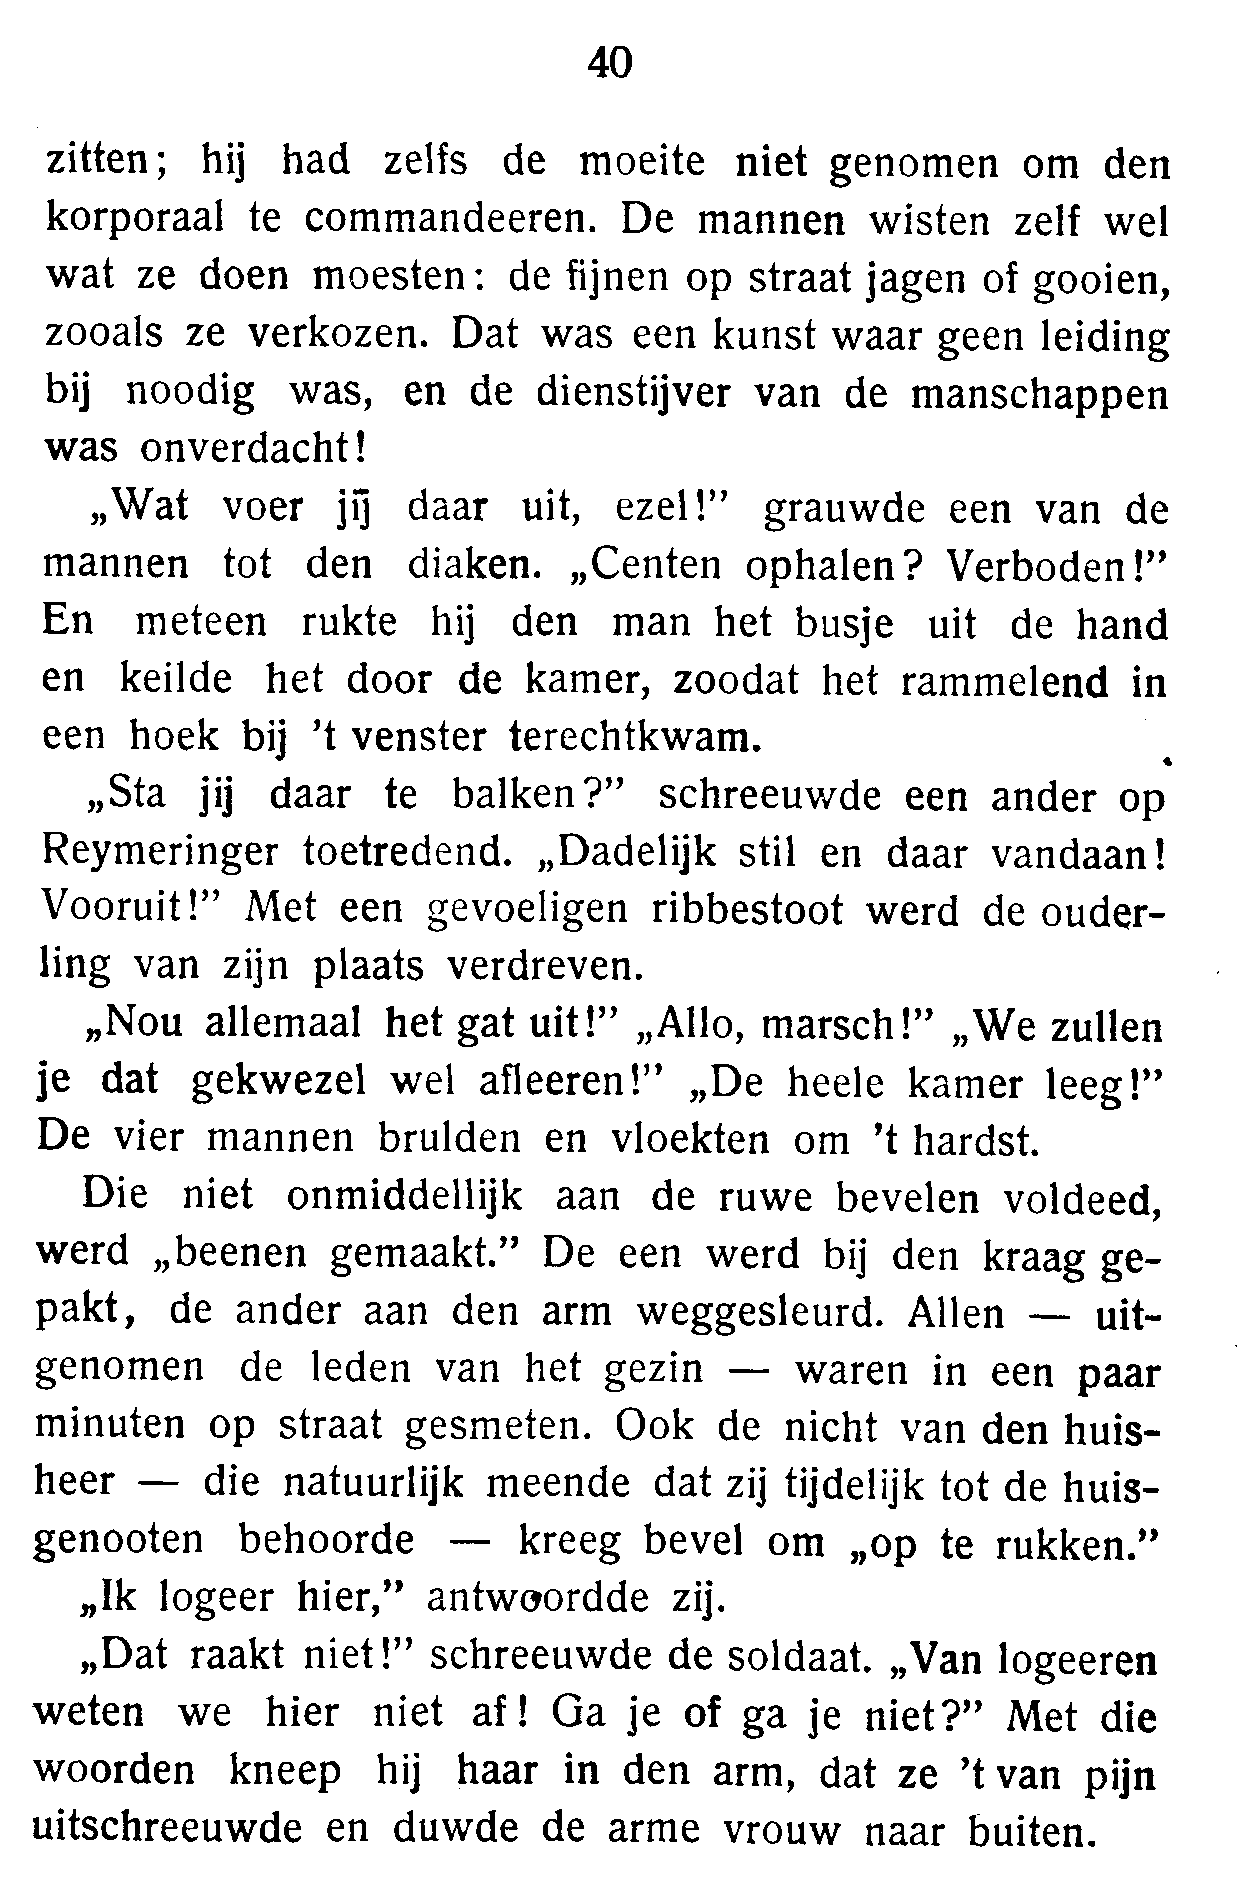 40
zitten; hij had zelfs de moeite niet genomen om den
korporaal te commandeeren. De mannen wisten zelf wel
wat ze doen moesten: de fijnen op straat jagen of gooien,
zooals ze verkozen. Dat was een kunst waar geen leiding
bij noodig was, en de dienstijver van de manschappen
was onverdacht!
„Wat voer jij daar uit, ezel!” grauwde een van de
mannen tot den diaken. „Centen ophalen? Verboden!”
En meteen rukte hij den man het busje uit de hand
en keilde het door de kamer, zoodat het rammelend in
een hoek bij ’t venster terechtkwam.
„Sta jij daar te balken?” schreeuwde een ander op
Reymeringer toetredend. „Dadelijk stil en daar vandaan!
Vooruit!” Met een gevoeligen ribbestoot werd de ouder-
ling van zijn plaats verdreven.
„Nou allemaal het gat uit!” „Allo, marsch!” „We zullen
je dat gekwezel wel afleeren!” „De heele kamer leeg!”
De vier mannen brulden en vloekten om ’t hardst.
Die niet onmiddellijk aan de ruwe bevelen voldeed,
werd „beenen gemaakt.” De een werd bij den kraag ge-
pakt, de ander aan den arm weggesleurd. Allen — uit-
genomen de leden van het gezin — waren in een paar
minuten op straat gesmeten. Ook de nicht van den huis-
heer — die natuurlijk meende dat zij tijdelijk tot de huis-
genooten behoorde — kreeg bevel om „op te rukken.”
„Ik logeer hier,” antwoordde zij.
„Dat raakt niet!” schreeuwde de soldaat. „Van logeeren
weten we hier niet af! Ga je of ga je niet?” Met die
woorden kneep hij haar in den arm, dat ze ’t van pijn
uitschreeuwde en duwde de arme vrouw naar buiten.